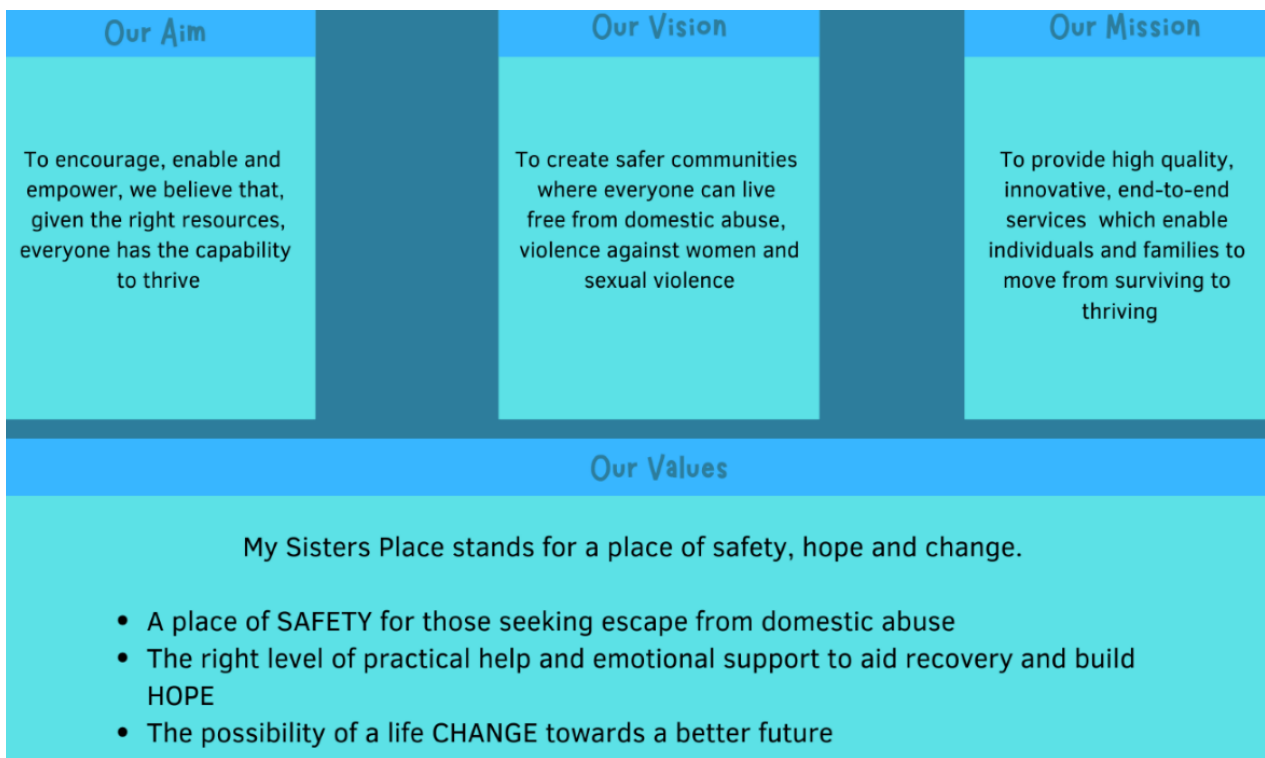 Our Aim
To encourage, enable and
empower, we believe that,
given the right resources,
everyone has the capability
to thrive
Our Vision
To create safer communities
where everyone can live
free from domestic abuse,
violence against women and
sexual violence
Our Mission
To provide high quality,
innovative, end-to-end
services which enable
individuals and families to
move from surviving to
thriving
Our Values
My Sisters Place stands for a place of safety, hope and change.
• A place of SAFETY for those seeking escape from domestic abuse
• The right level of practical help and emotional support to aid recovery and build
HOPE
• The possibility of a life CHANGE towards a better future